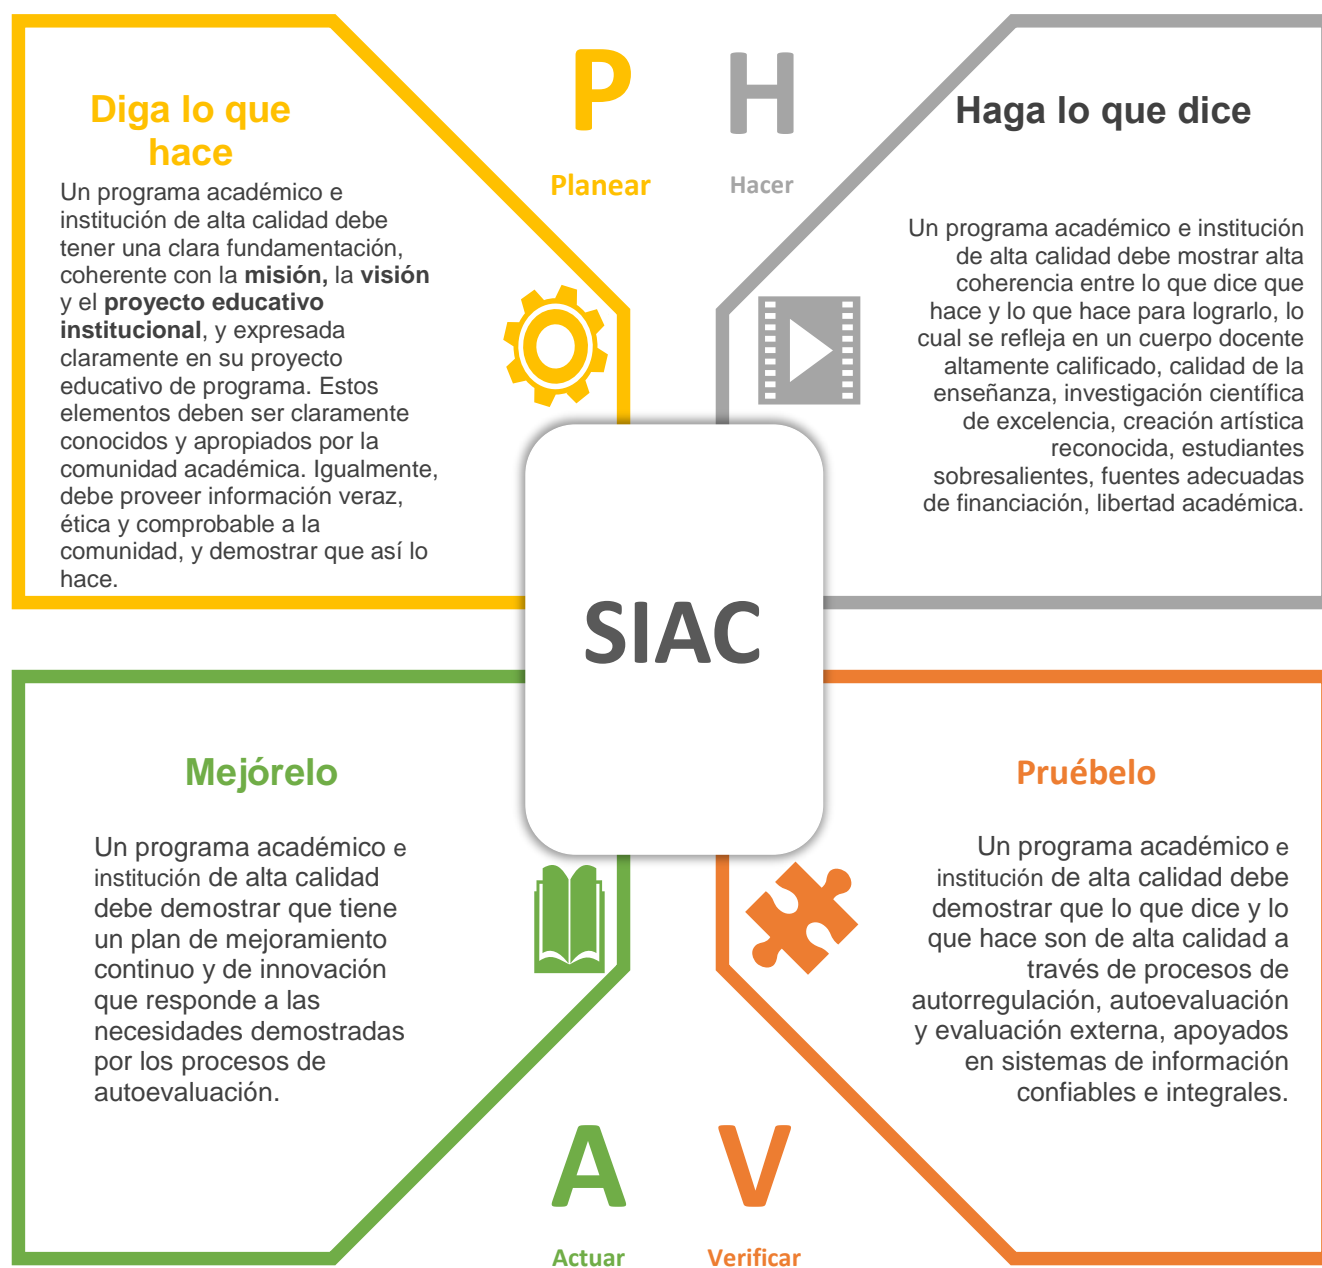 P
Planear
Diga lo que
hace
Un programa académico e
institución de alta calidad debe
tener una clara fundamentación,
coherente con la misión, la visión
y el proyecto educativo
institucional, y expresada
claramente en su proyecto
educativo de programa. Estos
elementos deben ser claramente
conocidos y apropiados por la
comunidad académica. Igualmente,
debe proveer información veraz,
ética y comprobable a la
comunidad, y demostrar que así lo
hace.
H
Hacer
Haga lo que dice
Un programa académico e institución
de alta calidad debe mostrar alta
coherencia entre lo que dice que
hace y lo que hace para lograrlo, lo
cual se refleja en un cuerpo docente
altamente calificado, calidad de la
enseñanza, investigación científica
de excelencia, creación artística
reconocida, estudiantes
sobresalientes, fuentes adecuadas
de financiación, libertad académica.
SIAC
Mejórelo
Un programa académico e
institución de alta calidad
debe demostrar que tiene
un plan de mejoramiento
continuo y de innovación
que responde a las
necesidades demostradas
por los procesos de
autoevaluación.
A
Actuar
Pruébelo
Un programa académico e
institución de alta calidad debe
demostrar que lo que dice y lo
que hace son de alta calidad a
través de procesos de
autorregulación, autoevaluación
y evaluación externa, apoyados
en sistemas de información
confiables e integrales.
V
Verificar